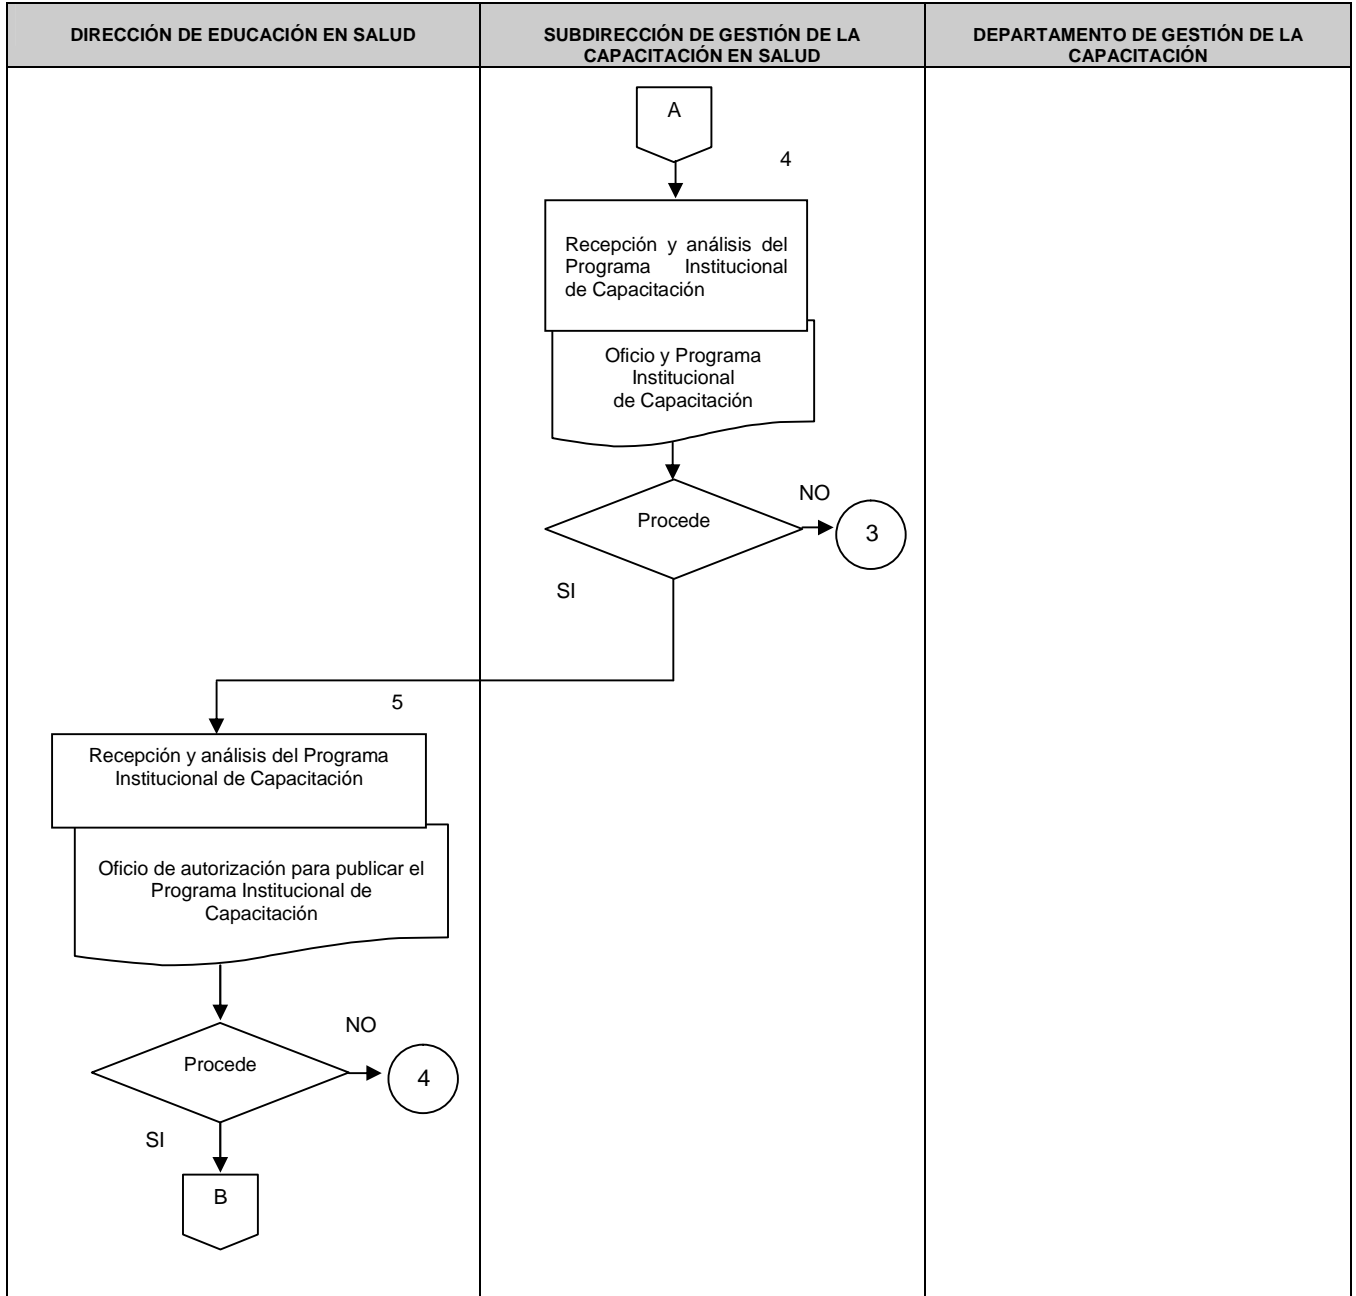 DIRECCIÓN DE EDUCACIÓN EN SALUD
SUBDIRECCIÓN DE GESTIÓN DE LA
CAPACITACIÓN EN SALUD
DEPARTAMENTO DE GESTIÓN DE LA
CAPACITACIÓN
A
4
Recepción y análisis del
Programa Institucional
de Capacitación
Oficio y Programa
Institucional
de Capacitación
Procede
NO
3
SI
5
Recepción y análisis del Programa
Institucional de Capacitación
Oficio de autorización para publicar el
Programa Institucional de
Capacitación
Procede
NO
4
SI
B